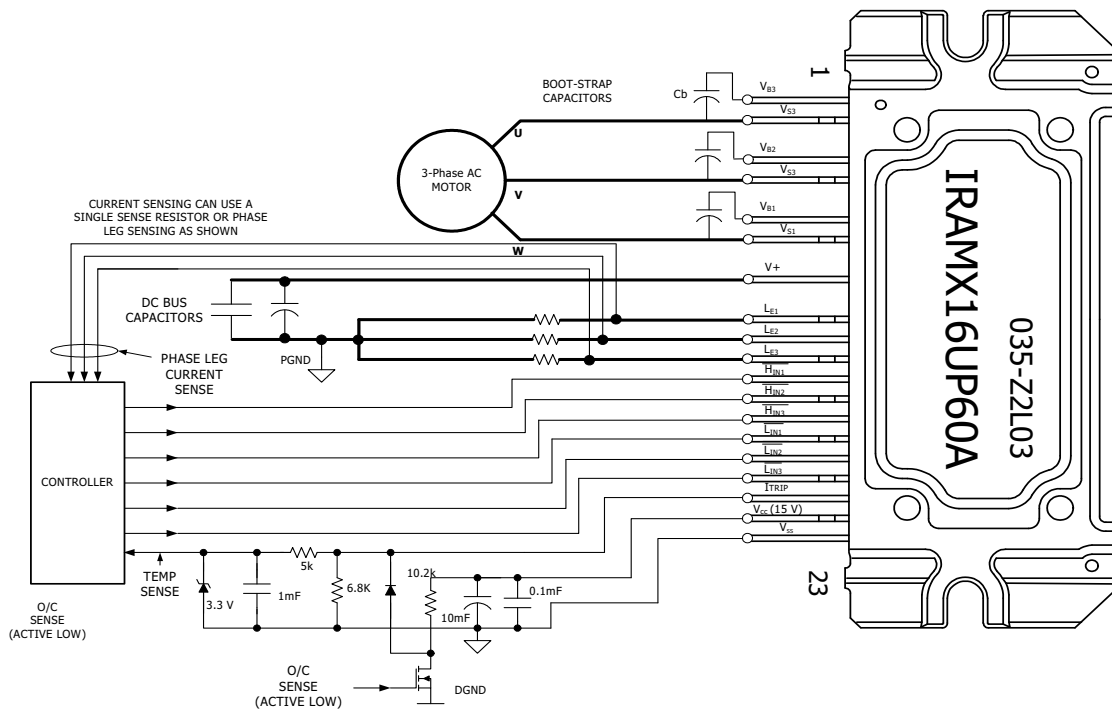 BOOT-STRAP
CAPACITORS
Cb
1
VB3
VS3
VB2
VS3
VB1
VS1
U
V
W
3-Phase AC
MOTOR
CURRENT SENSING CAN USE A
SINGLE SENSE RESISTOR OR PHASE
LEG SENSING AS SHOWN
V+
DC BUS
CAPACITORS
LE1
LE2
LE3
PGND
PHASE LEG
CURRENT
SENSE
HIN1
HIN2
HIN3
LIN1
LIN2
LIN3
ITRIP
Vcc (15 V)
Vss
CONTROLLER
IRAMX16UP60A
035-Z2L03
23
TEMP
SENSE
3.3 V
1mF
5k
6.8K
10.2k
10mF
0.1mF
O/C
SENSE
(ACTIVE LOW)
O/C
SENSE
(ACTIVE LOW)
DGND